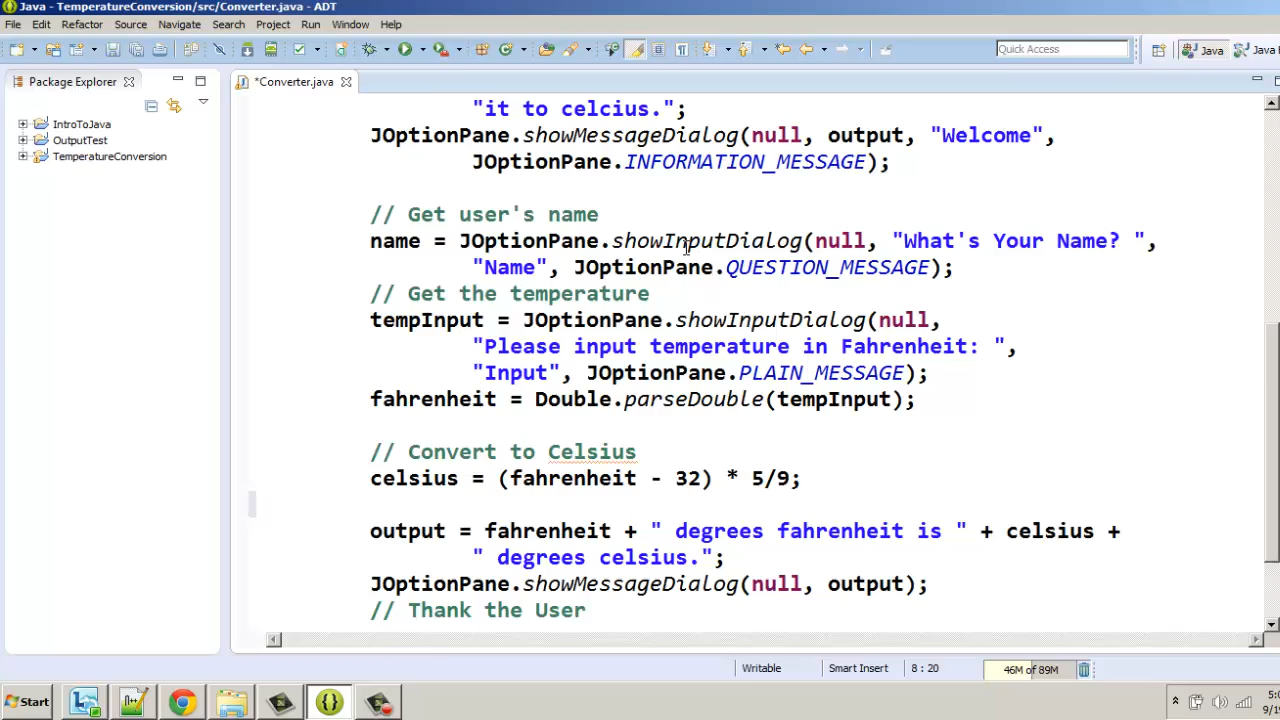 Java - TemperatureConversion/src/Converter.java - ADT
File Edit Refactor Source Navigate Search Project Run Window Help
Quick Access
Java
Java
Package Explorer
*Converter.java
IntroToJava
OutputTest
TemperatureConversion
"it to celcius.";
JOptionPane.showMessageDialog(null, output, "Welcome",
JOptionPane.INFORMATION_MESSAGE);
// Get user's name
name = JOptionPane.showInputDialog(null, "What's Your Name? ",
"Name", JOptionPane.QUESTION_MESSAGE);
// Get the temperature
tempInput = JOptionPane.showInputDialog(null,
"Please input temperature in Fahrenheit: ",
"Input", JOptionPane.PLAIN_MESSAGE);
fahrenheit = Double.parseDouble(tempInput);
// Convert to Celsius
celsius = (fahrenheit - 32) * 5/9;
output = fahrenheit + " degrees fahrenheit is " + celsius +
" degrees celsius.";
JOptionPane.showMessageDialog(null, output);
// Thank the User
Writable
Smart Insert
8 : 20
46M of 89M
Start